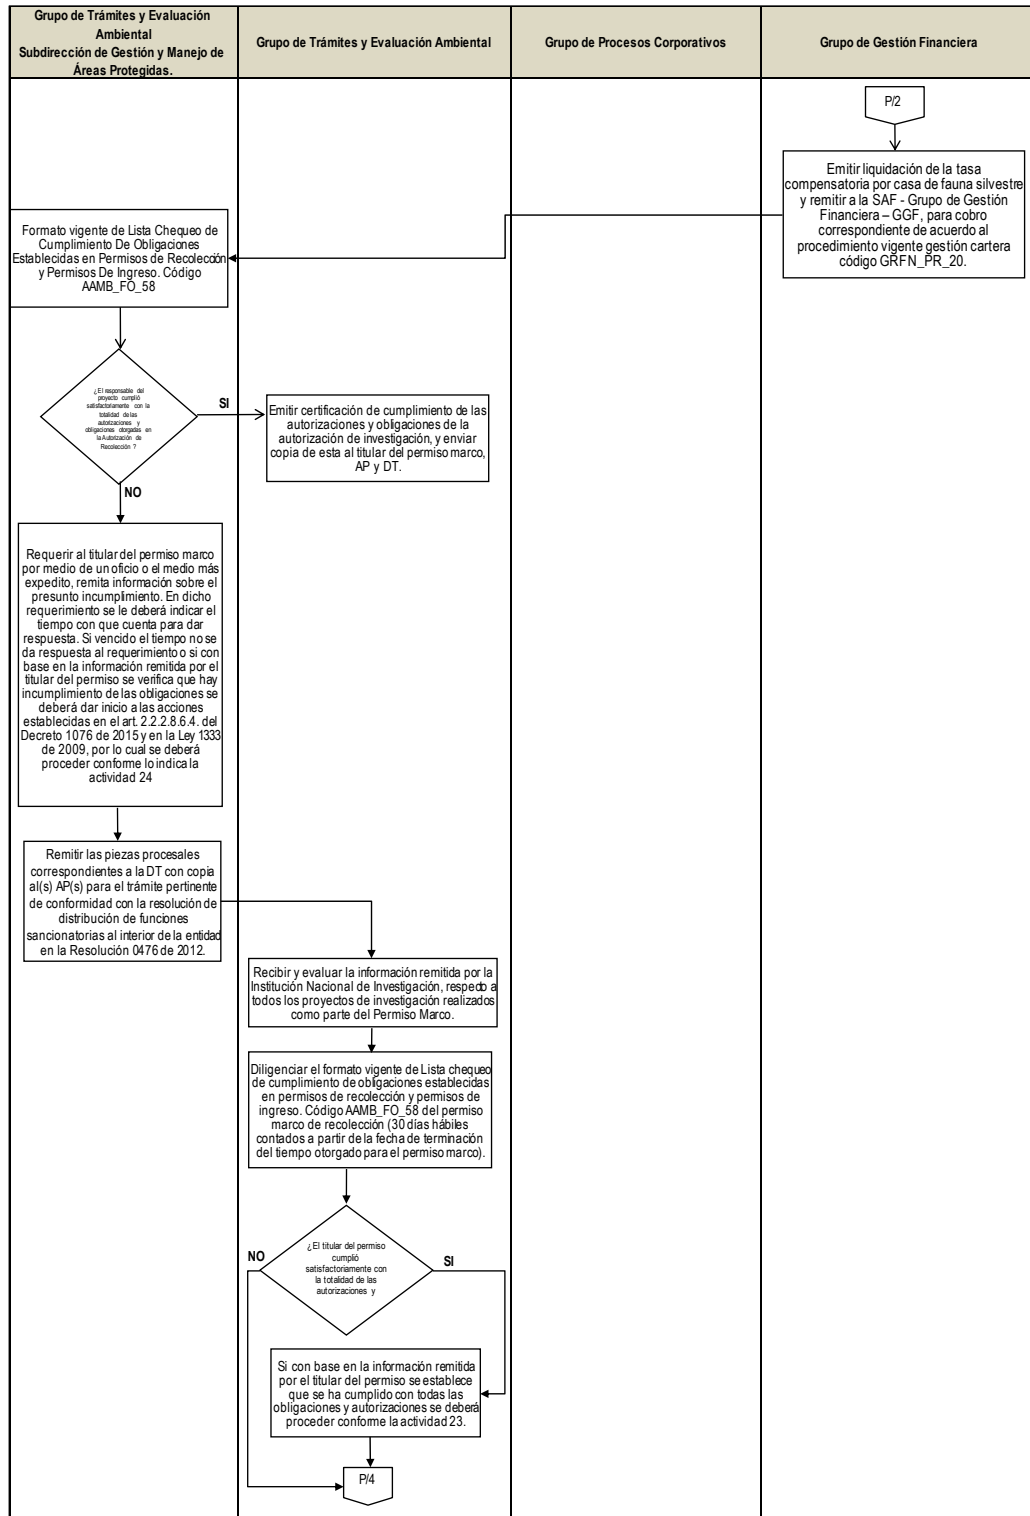 Grupo de Trámites y Evaluación
Ambiental
Subdirección de Gestión y Manejo de
Áreas Protegidas.
Grupo de Trámites y Evaluación Ambiental
Grupo de Procesos Corporativos
Grupo de Gestión Financiera
P/2
Emitir liquidación de la tasa
compensatoria por casa de fauna silvestre
y remitir a la SAF - Grupo de Gestión
Financiera – GGF, para cobro
correspondiente de acuerdo al
procedimiento vigente gestión cartera
código GRFN_PR_20.
Formato vigente de Lista Chequeo de
Cumplimiento De Obligaciones
Establecidas en Permisos de Recolección
y Permisos De Ingreso. Código
AAMB_FO_58
¿El responsable del
proyecto cumplió
satisfactoriamente con la
totalidad de las
autorizaciones y
obligaciones otorgadas en
la Autorización de
Recolección ?
SI
Emitir certificación de cumplimiento de las
autorizaciones y obligaciones de la
autorización de investigación, y enviar
copia de esta al titular del permiso marco,
AP y DT.
NO
Requerir al titular del permiso marco
por medio de un oficio o el medio más
expedito, remita información sobre el
presunto incumplimiento. En dicho
requerimiento se le deberá indicar el
tiempo con que cuenta para dar
respuesta. Si vencido el tiempo no se
da respuesta al requerimiento o si con
base en la información remitida por el
titular del permiso se verifica que hay
incumplimiento de las obligaciones se
deberá dar inicio a las acciones
establecidas en el art. 2.2.2.8.6.4. del
Decreto 1076 de 2015 y en la Ley 1333
de 2009, por lo cual se deberá
proceder conforme lo indica la
actividad 24
Remitir las piezas procesales
correspondientes a la DT con copia
al(s) AP(s) para el trámite pertinente
de conformidad con la resolución de
distribución de funciones
sancionatorias al interior de la entidad
en la Resolución 0476 de 2012.
Recibir y evaluar la información remitida por la
Institución Nacional de Investigación, respecto a
todos los proyectos de investigación realizados
como parte del Permiso Marco.
Diligenciar el formato vigente de Lista chequeo
de cumplimiento de obligaciones establecidas
en permisos de recolección y permisos de
ingreso. Código AAMB_FO_58 del permiso
marco de recolección (30 días hábiles
contados a partir de la fecha de terminación
del tiempo otorgado para el permiso marco).
NO
¿El titular del permiso
cumplió
satisfactoriamente con
la totalidad de las
autorizaciones y
SI
Si con base en la información remitida
por el titular del permiso se establece
que se ha cumplido con todas las
obligaciones y autorizaciones se deberá
proceder conforme la actividad 23.
P/4